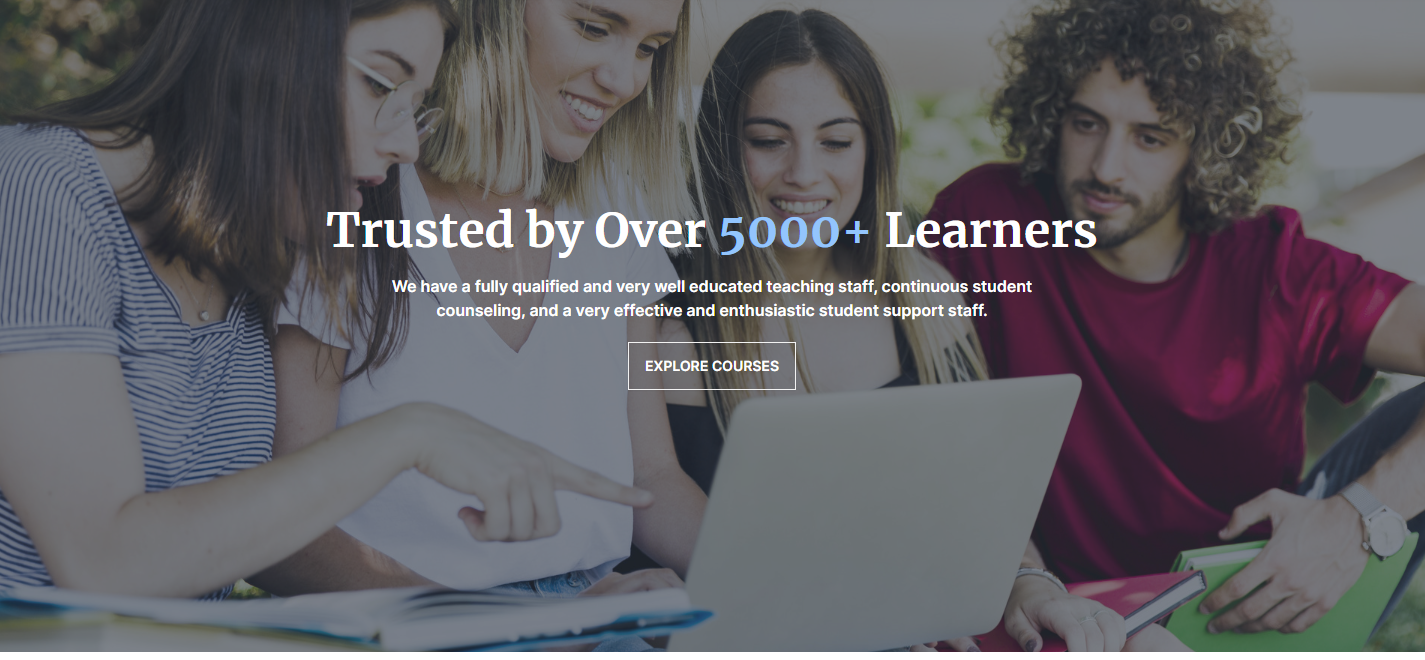 Trusted by Over 5000+ Learners
We have a fully qualified and very well educated teaching staff, continuous student
counseling, and a very effective and enthusiastic student support staff.
EXPLORE COURSES